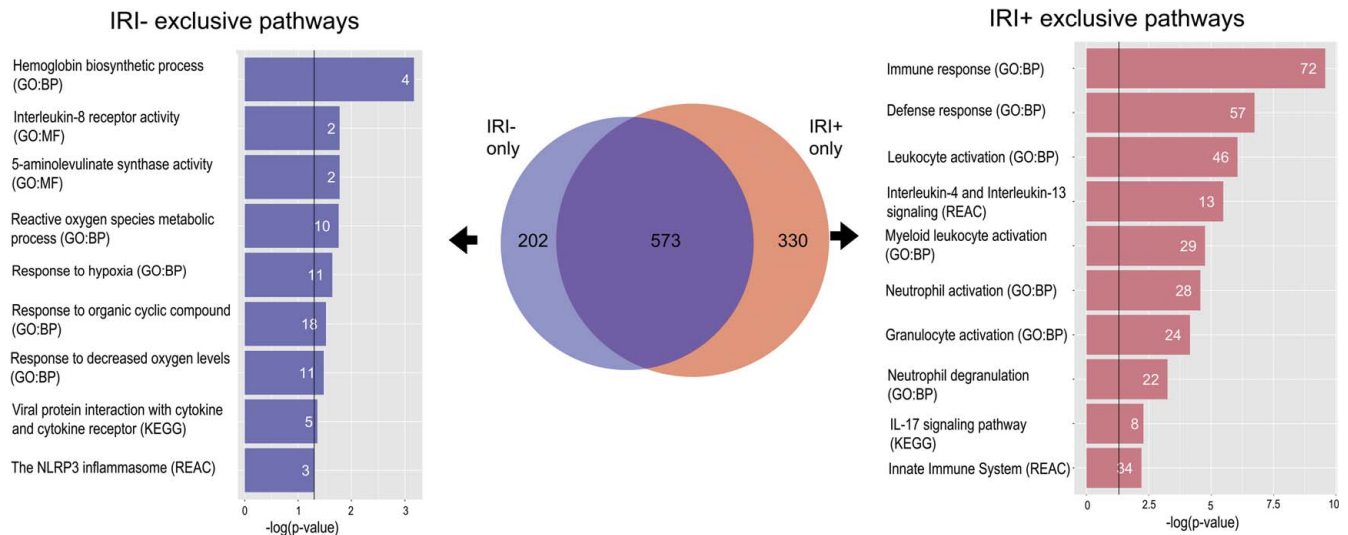 IRI- exclusive pathways
Hemoglobin biosynthetic process
(GO:BP)
4
Interleukin-8 receptor activity
(GO:MF)
2
5-aminolevulinate synthase activity
(GO:MF)
2
Reactive oxygen species metabolic
process (GO:BP)
10
Response to hypoxia (GO:BP)
11
Response to organic cyclic compound
(GO:BP)
18
Response to decreased oxygen levels
(GO:BP)
11
Viral protein interaction with cytokine
and cytokine receptor (KEGG)
5
The NLRP3 inflammasome (REAC)
3
0 1 2 3
-log(p-value)
IRI-
only
IRI+
only
202 573 330
IRI+ exclusive pathways
Immune response (GO:BP)
72
Defense response (GO:BP)
57
Leukocyte activation (GO:BP)
46
Interleukin-4 and Interleukin-13
signaling (REAC)
13
Myeloid leukocyte activation
(GO:BP)
29
Neutrophil activation (GO:BP)
28
Granulocyte activation (GO:BP)
24
Neutrophil degranulation
(GO:BP)
22
IL-17 signaling pathway
(KEGG)
8
Innate Immune System (REAC)
34
0 2.5 5 7.5 10
-log(p-value)